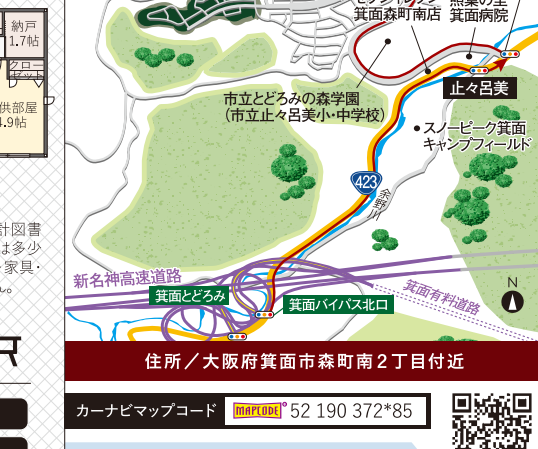 納戸
1.7帖
クロー
ゼット
供部屋
4.9帖
計図書
は多少
家具・
ん。
箕面森町南店
箕面病院
市立とどろみの森学園
(市立止々呂美小・中学校)
止々呂美
スノーピーク箕面
キャンプフィールド
423
余野川
新名神高速道路
箕面とどろみ
箕面バイパス北口
箕面有料道路
N
住所/大阪府箕面市森町南2丁目付近
カーナビマップコード
MAPCODE 52 190 372*85